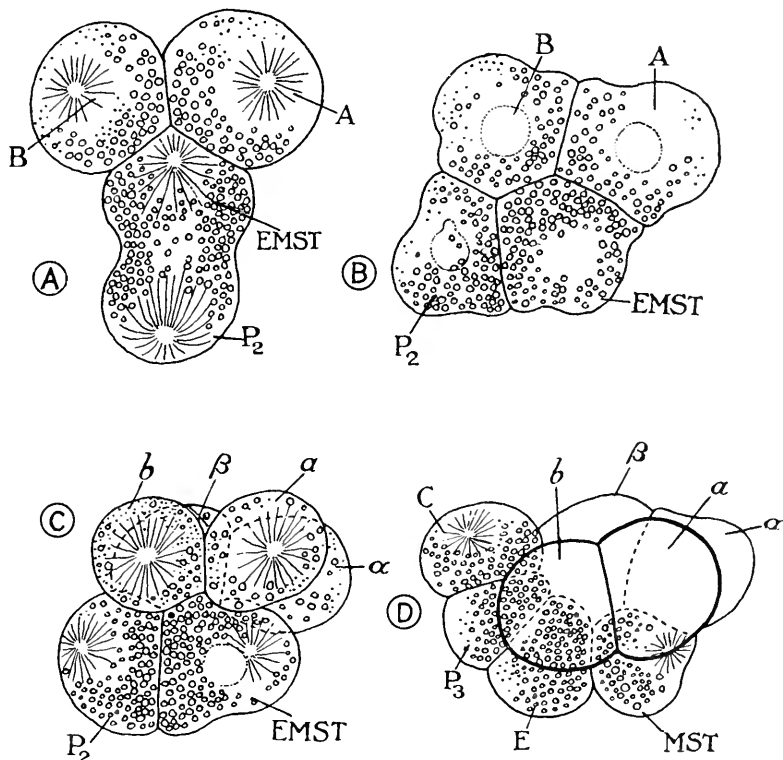 B
A
EMST
P₂
Ⓐ
B
A
EMST
P₂
Ⓑ
b
β
a
α
Ⓒ
P₂
EMST
C
b
β
a
α
Ⓓ
P₃
E
MST